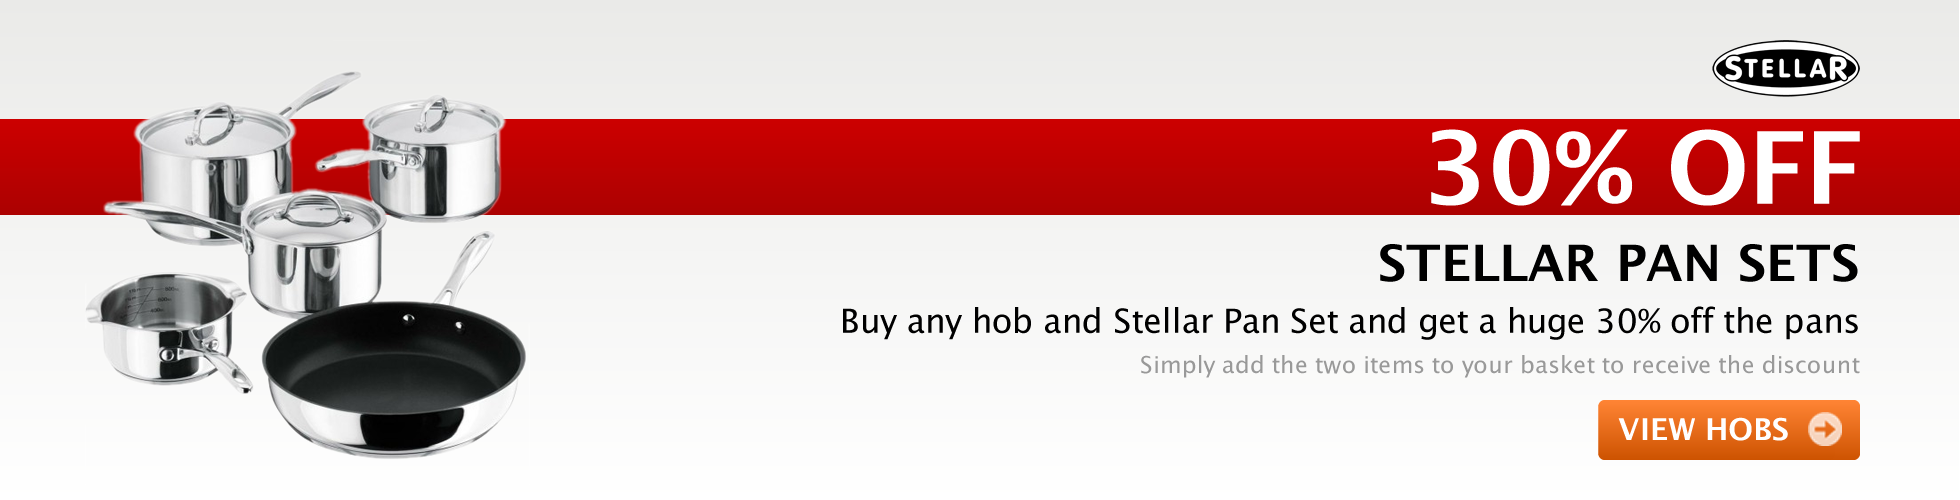 STELLAR
30% OFF
STELLAR PAN SETS
Buy any hob and Stellar Pan Set and get a huge 30% off the pans
Simply add the two items to your basket to receive the discount
VIEW HOBS